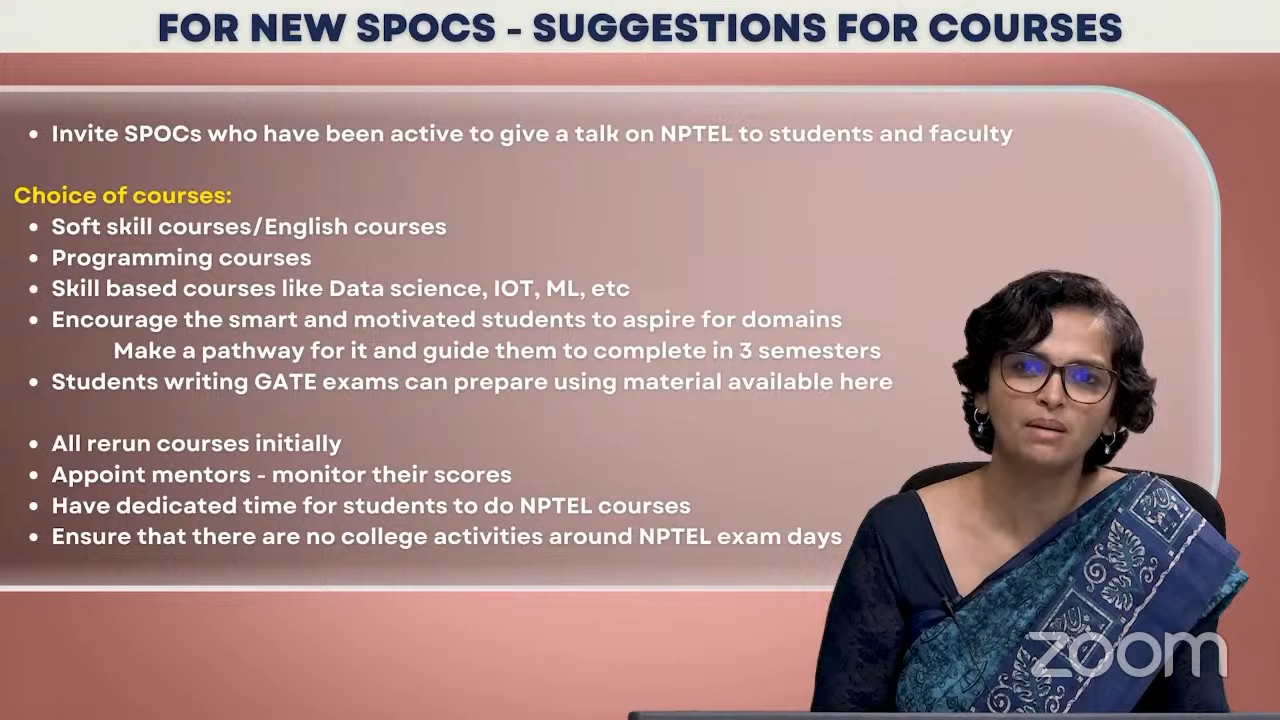 FOR NEW SPOCS - SUGGESTIONS FOR COURSES
• Invite SPOCs who have been active to give a talk on NPTEL to students and faculty
Choice of courses:
• Soft skill courses/English courses
• Programming courses
• Skill based courses like Data science, IOT, ML, etc
• Encourage the smart and motivated students to aspire for domains
Make a pathway for it and guide them to complete in 3 semesters
• Students writing GATE exams can prepare using material available here
• All rerun courses initially
• Appoint mentors - monitor their scores
• Have dedicated time for students to do NPTEL courses
• Ensure that there are no college activities around NPTEL exam days
zoom